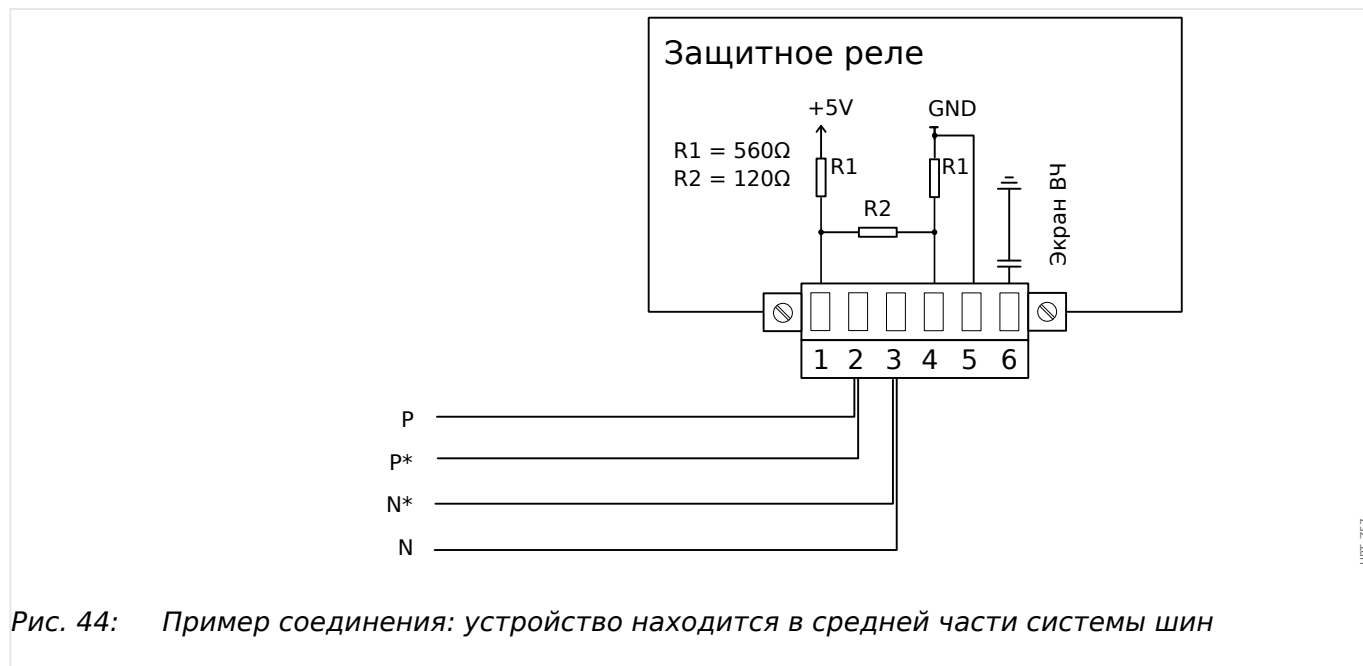 Защитное реле
+5V
GND
R1 = 560Ω
R2 = 120Ω
R1
R1
R2
Экран ВЧ
1 2 3 4 5 6
P
P*
N*
N
Рис. 44: Пример соединения: устройство находится в средней части системы шин